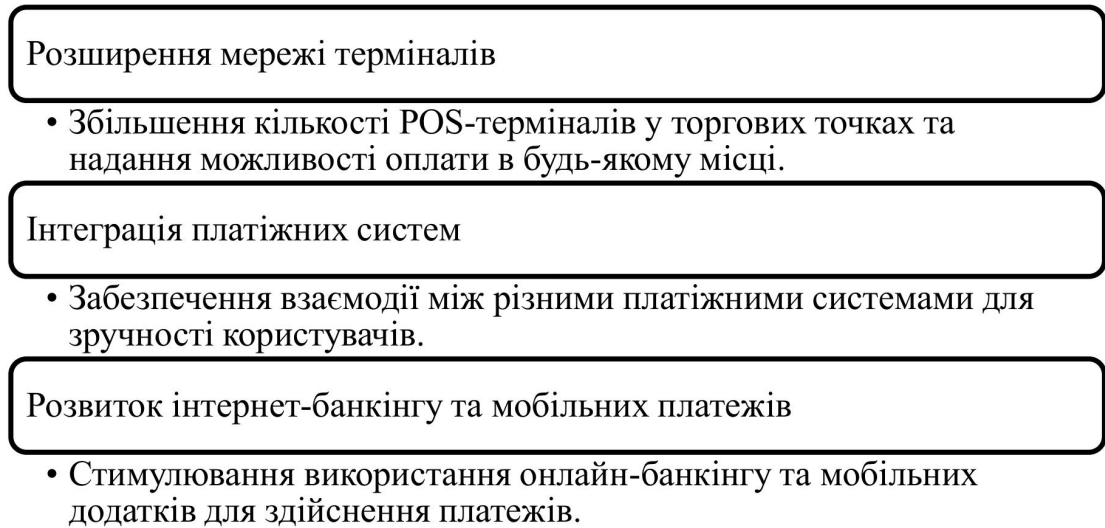 Розширення мережі терміналів
• Збільшення кількості POS-терміналів у торгових точках та
надання можливості оплати в будь-якому місці.
Інтеграція платіжних систем
• Забезпечення взаємодії між різними платіжними системами для
зручності користувачів.
Розвиток інтернет-банкінгу та мобільних платежів
• Стимулювання використання онлайн-банкінгу та мобільних
додатків для здійснення платежів.